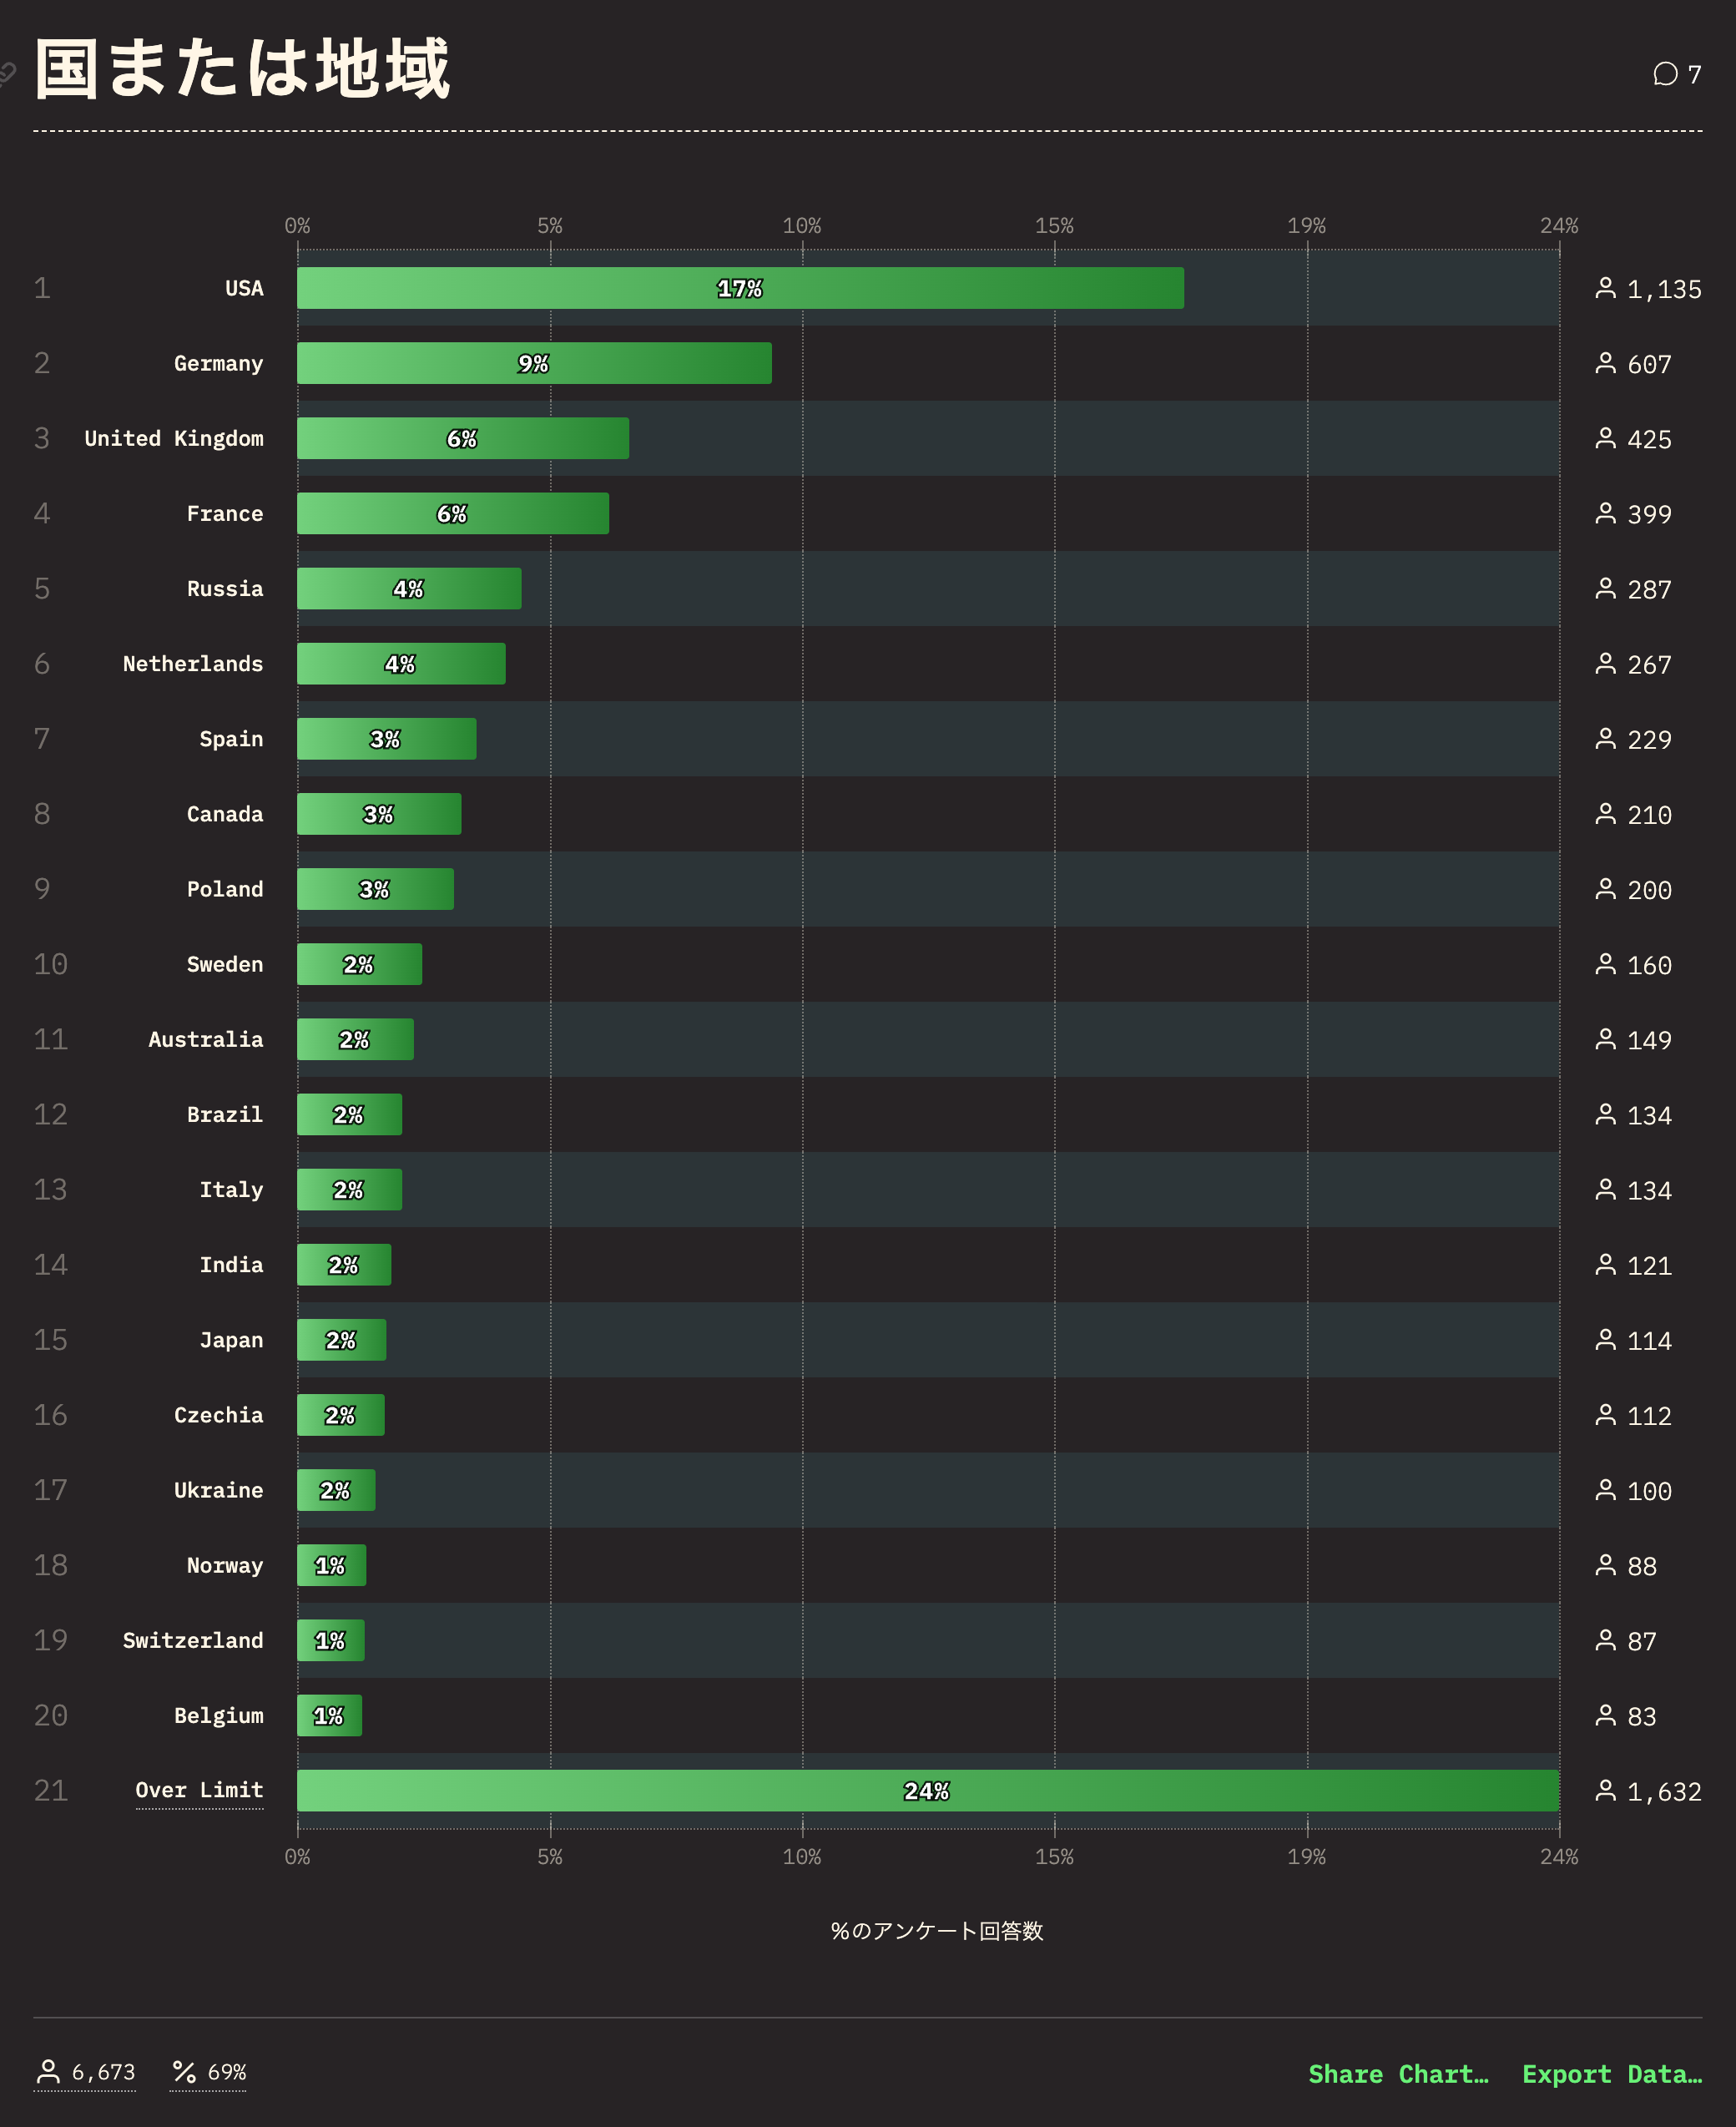 国または地域
7
0% 5% 10% 15% 19% 24%
1 USA 17% 1,135
2 Germany 9% 607
3 United Kingdom 6% 425
4 France 6% 399
5 Russia 4% 287
6 Netherlands 4% 267
7 Spain 3% 229
8 Canada 3% 210
9 Poland 3% 200
10 Sweden 2% 160
11 Australia 2% 149
12 Brazil 2% 134
13 Italy 2% 134
14 India 2% 121
15 Japan 2% 114
16 Czechia 2% 112
17 Ukraine 2% 100
18 Norway 1% 88
19 Switzerland 1% 87
20 Belgium 1% 83
21 Over Limit 24% 1,632
0% 5% 10% 15% 19% 24%
%のアンケート回答数
6,673 % 69% Share Chart… Export Data…